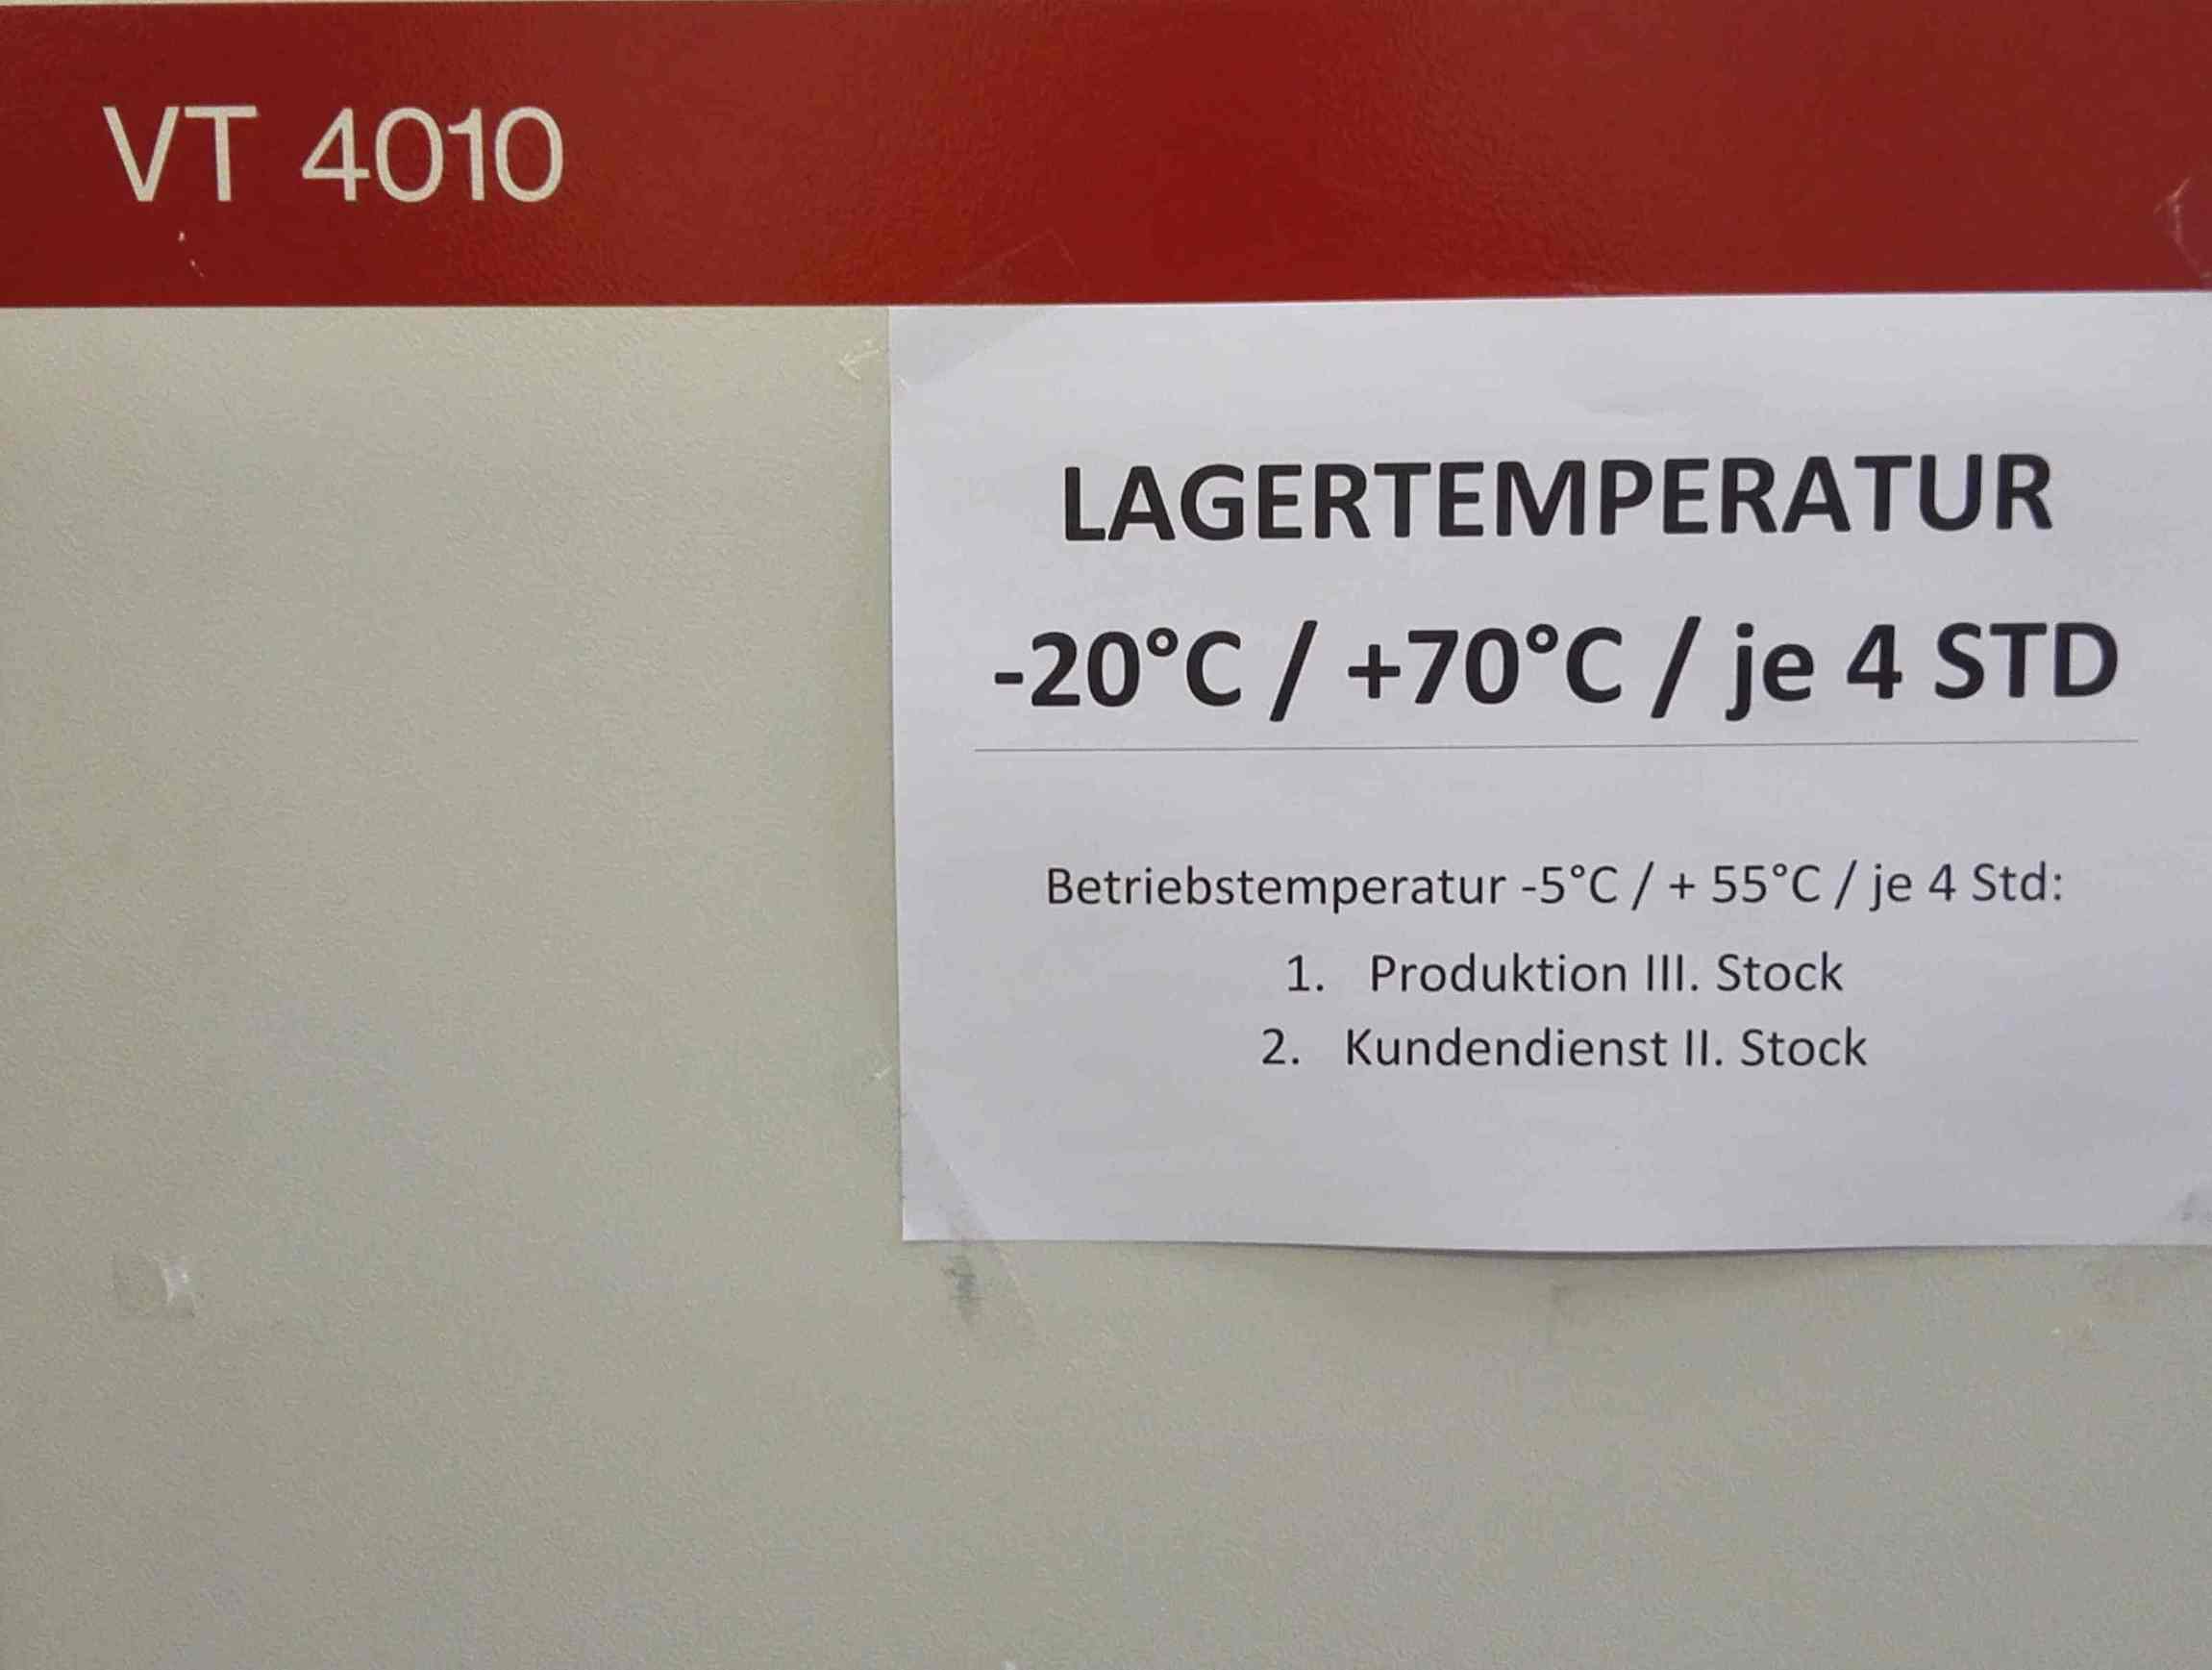 VT 4010
LAGERTEMPERATUR
-20°C / +70°C / je 4 STD
Betriebstemperatur -5°C / + 55°C / je 4 Std:
1. Produktion III. Stock
2. Kundendienst II. Stock